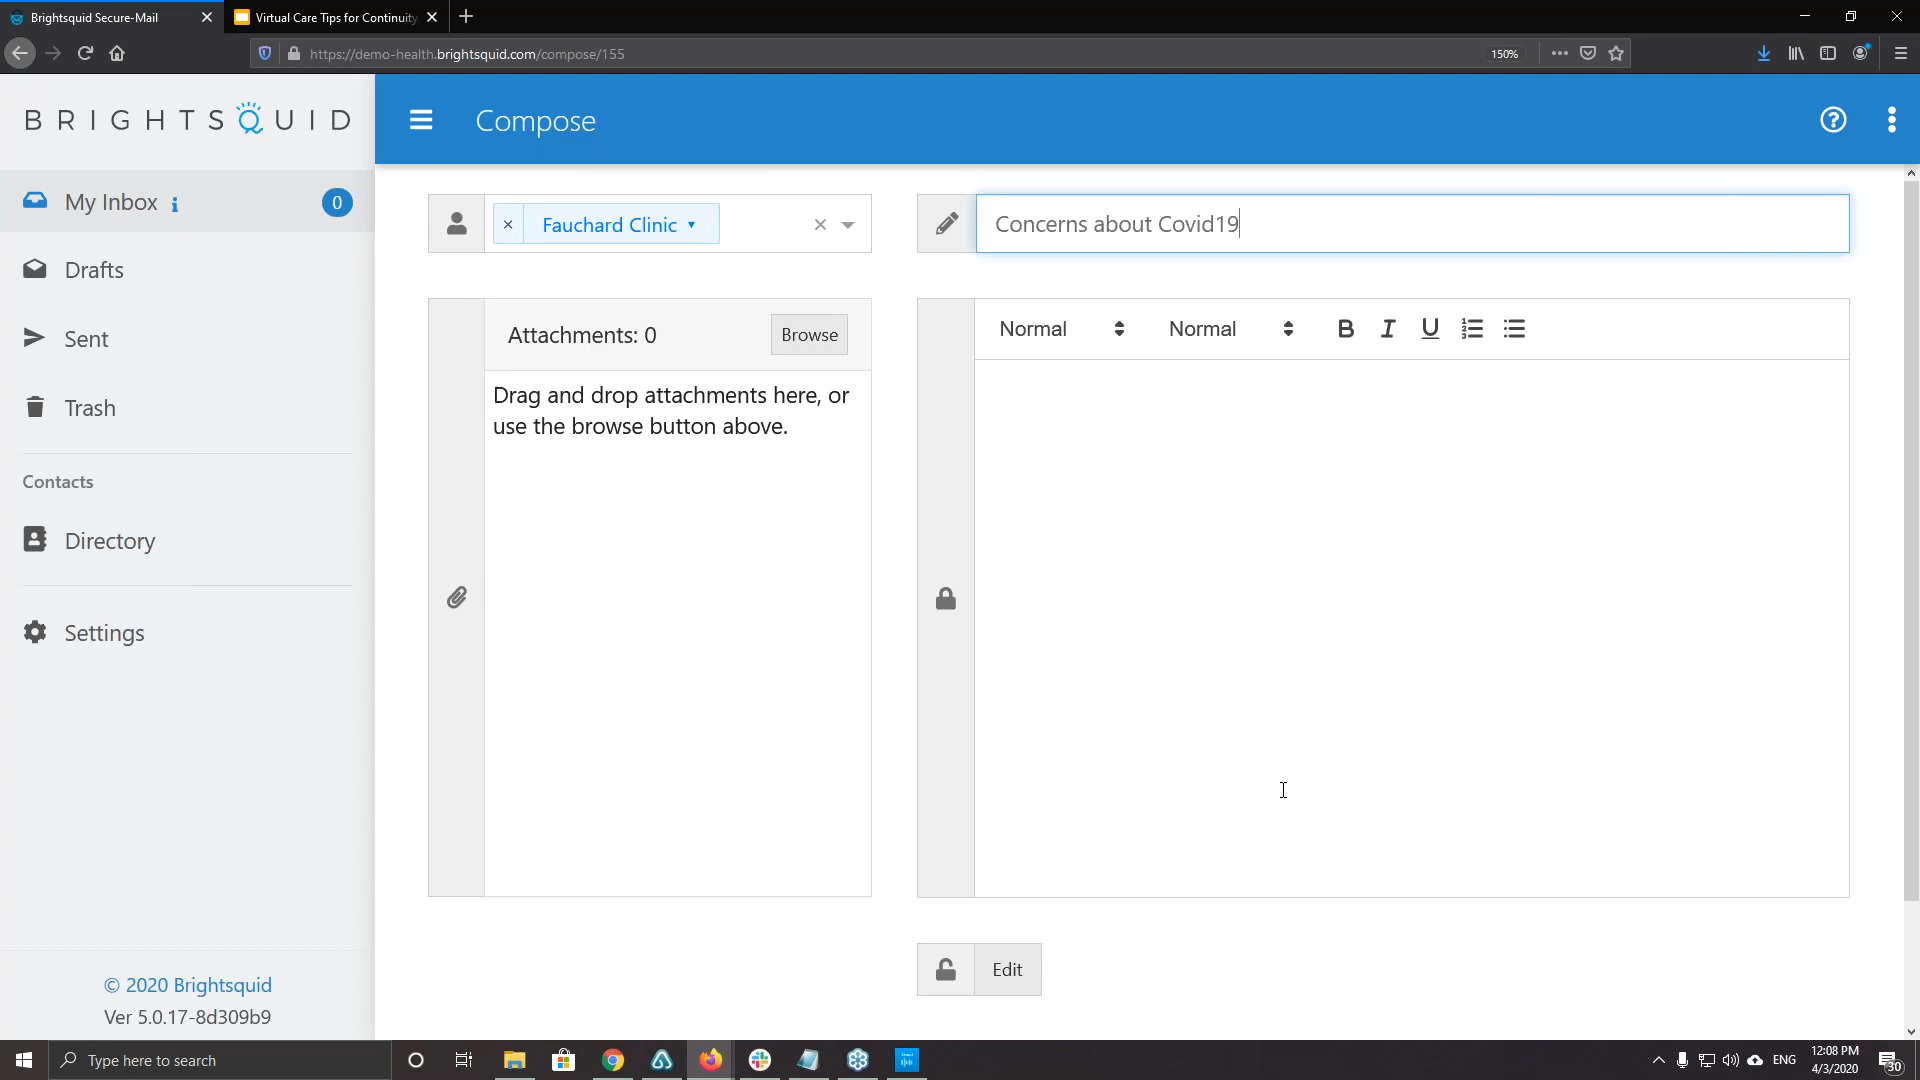 Brightsquid Secure-Mail
Virtual Care Tips for Continuity
https://demo-health.brightsquid.com/compose/155
150%
BRIGHTSQUID
Compose
My Inbox
0
Drafts
Sent
Trash
Contacts
Directory
Settings
© 2020 Brightsquid
Ver 5.0.17-8d309b9
Fauchard Clinic
Concerns about Covid19
Attachments: 0
Browse
Drag and drop attachments here, or
use the browse button above.
Normal
Normal
B I U
Edit
Type here to search
ENG
12:08 PM
4/3/2020
30